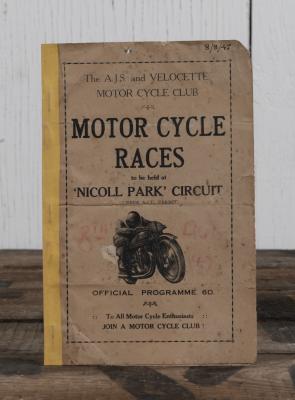 8/9/47
The A.J.S. and VELOCETTE
MOTOR CYCLE CLUB
MOTOR CYCLE
RACES
to be held at
'NICOLL PARK' CIRCUIT
OFFICIAL PROGRAMME 6D.
:: To All Motor Cycle Enthusiasts ::
JOIN A MOTOR CYCLE CLUB !